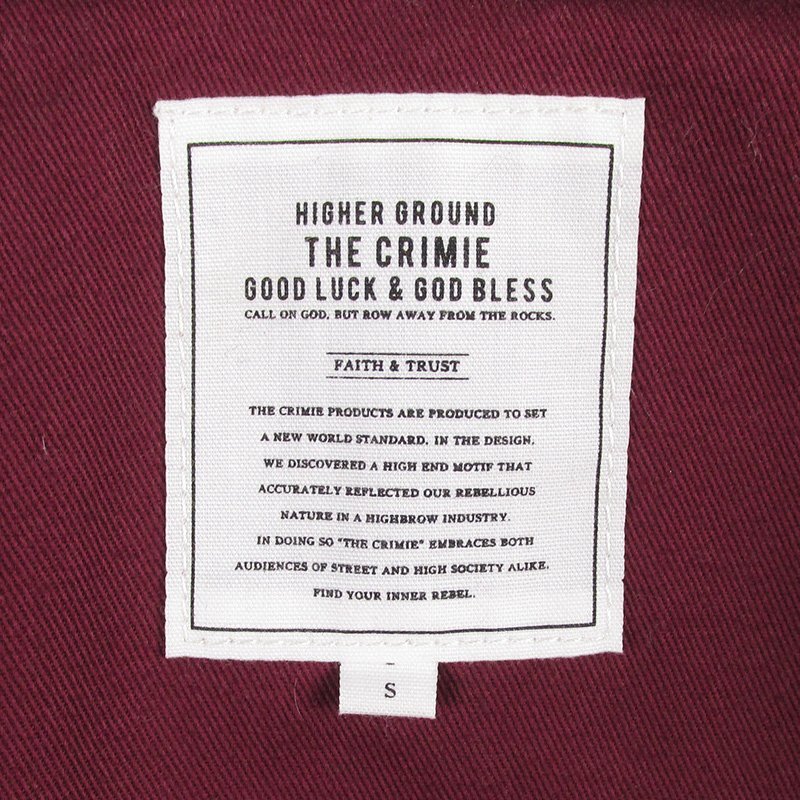 HIGHER GROUND
THE CRIMIE
GOOD LUCK & GOD BLESS
CALL ON GOD, BUT ROW AWAY FROM THE ROCKS.
FAITH & TRUST
THE CRIMIE PRODUCTS ARE PRODUCED TO SET
A NEW WORLD STANDARD. IN THE DESIGN,
WE DISCOVERED A HIGH END MOTIF THAT
ACCURATELY REFLECTED OUR REBELLIOUS
NATURE IN A HIGHBROW INDUSTRY.
IN DOING SO "THE CRIMIE" EMBRACES BOTH
AUDIENCES OF STREET AND HIGH SOCIETY ALIKE.
FIND YOUR INNER REBEL.
S